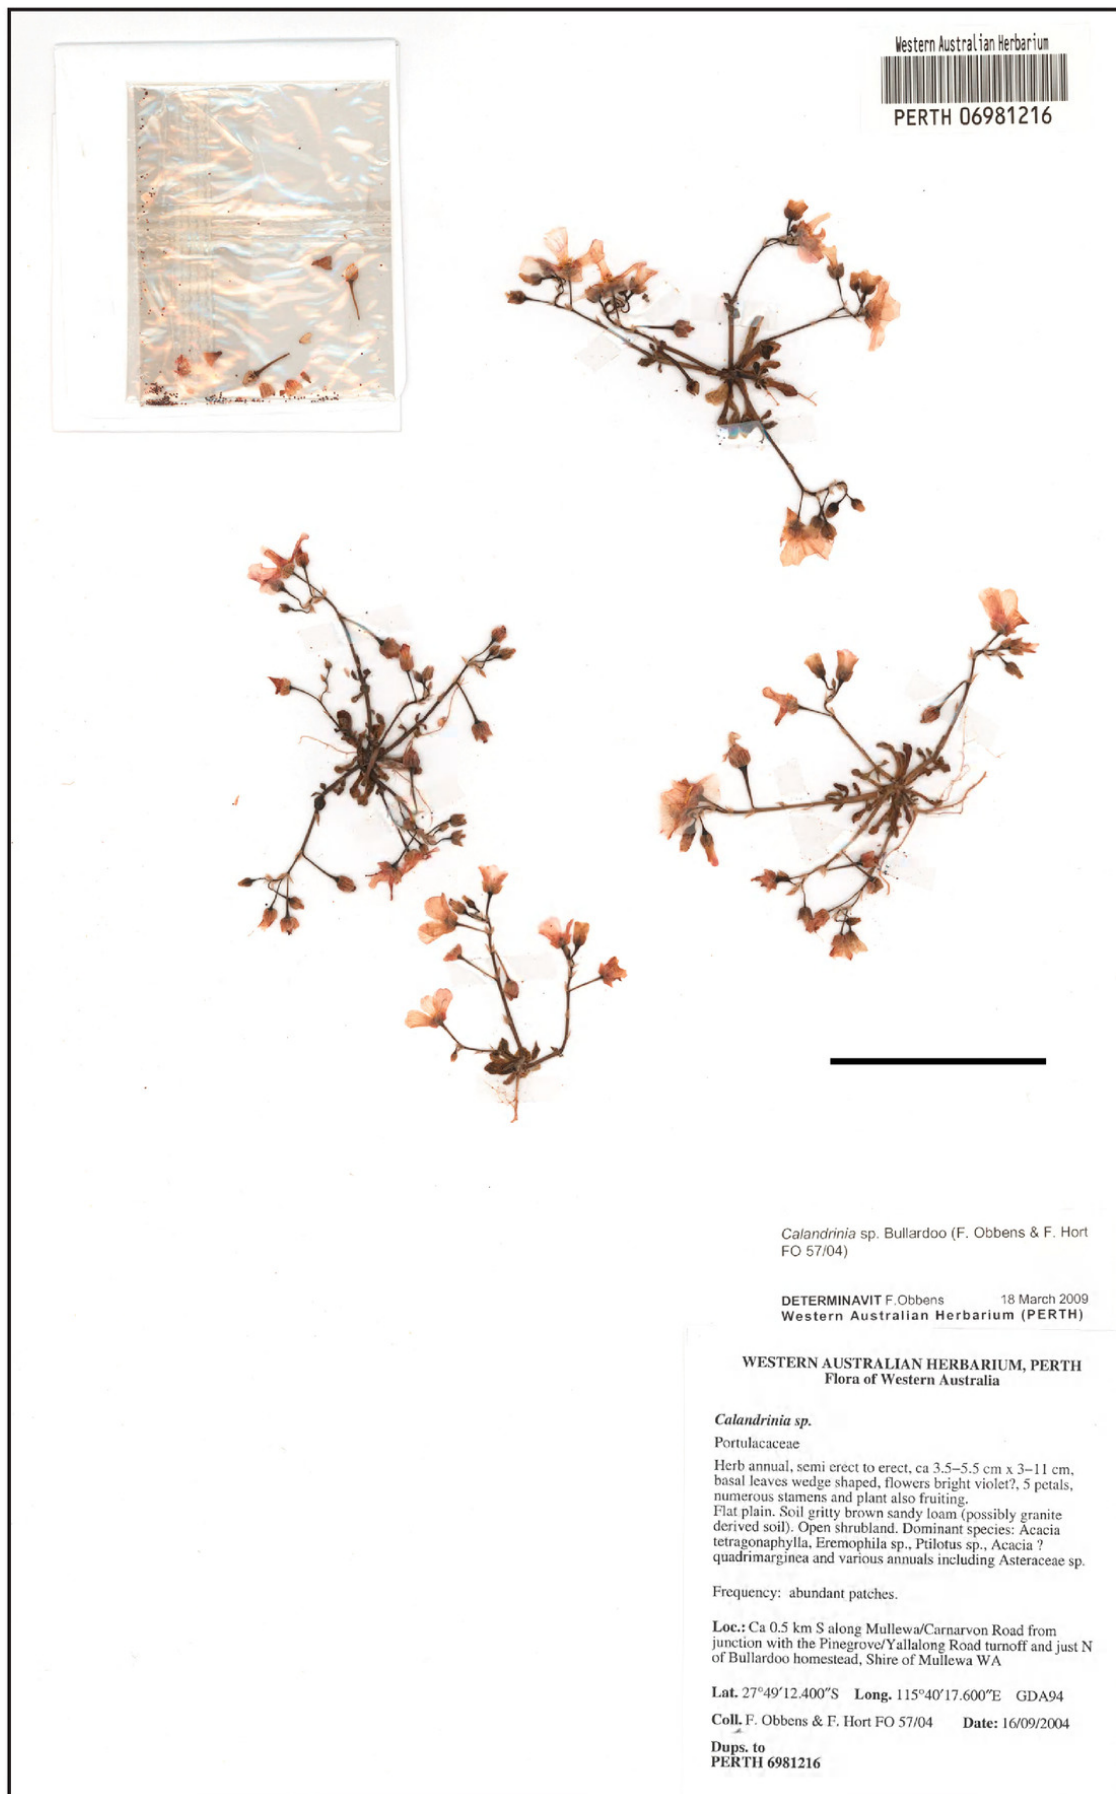 Western Australian Herbarium
PERTH 06981216
Calandrinia sp. Bullardoo (F. Obbens & F. Hort
FO 57/04)
DETERMINAVIT F.Obbens 18 March 2009
Western Australian Herbarium (PERTH)
WESTERN AUSTRALIAN HERBARIUM, PERTH
Flora of Western Australia
Calandrinia sp.
Portulacaceae
Herb annual, semi erect to erect, ca 3.5–5.5 cm x 3–11 cm,
basal leaves wedge shaped, flowers bright violet?, 5 petals,
numerous stamens and plant also fruiting.
Flat plain. Soil gritty brown sandy loam (possibly granite
derived soil). Open shrubland. Dominant species: Acacia
tetragonaphylla, Eremophila sp., Ptilotus sp., Acacia ?
quadrimarginea and various annuals including Asteraceae sp.
Frequency: abundant patches.
Loc.: Ca 0.5 km S along Mullewa/Carnarvon Road from
junction with the Pinegrove/Yallalong Road turnoff and just N
of Bullardoo homestead, Shire of Mullewa WA
Lat. 27°49′12.400″S Long. 115°40′17.600″E GDA94
Coll. F. Obbens & F. Hort FO 57/04 Date: 16/09/2004
Dups. to
PERTH 6981216